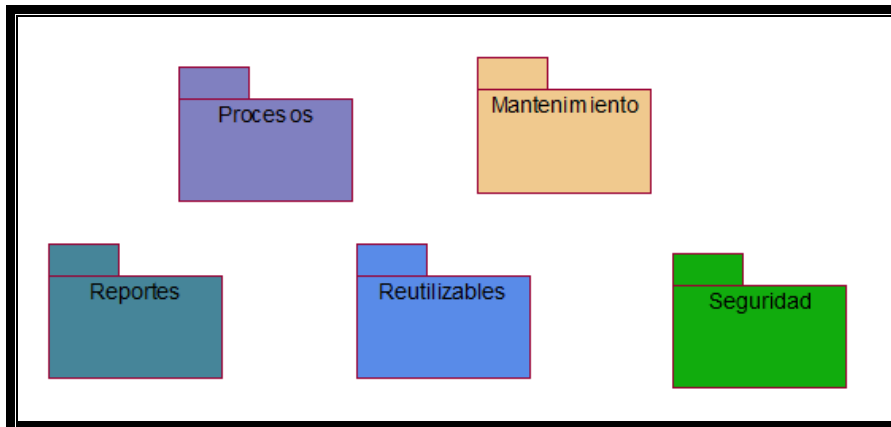 Procesos
Mantenimiento
Reportes
Reutilizables
Seguridad